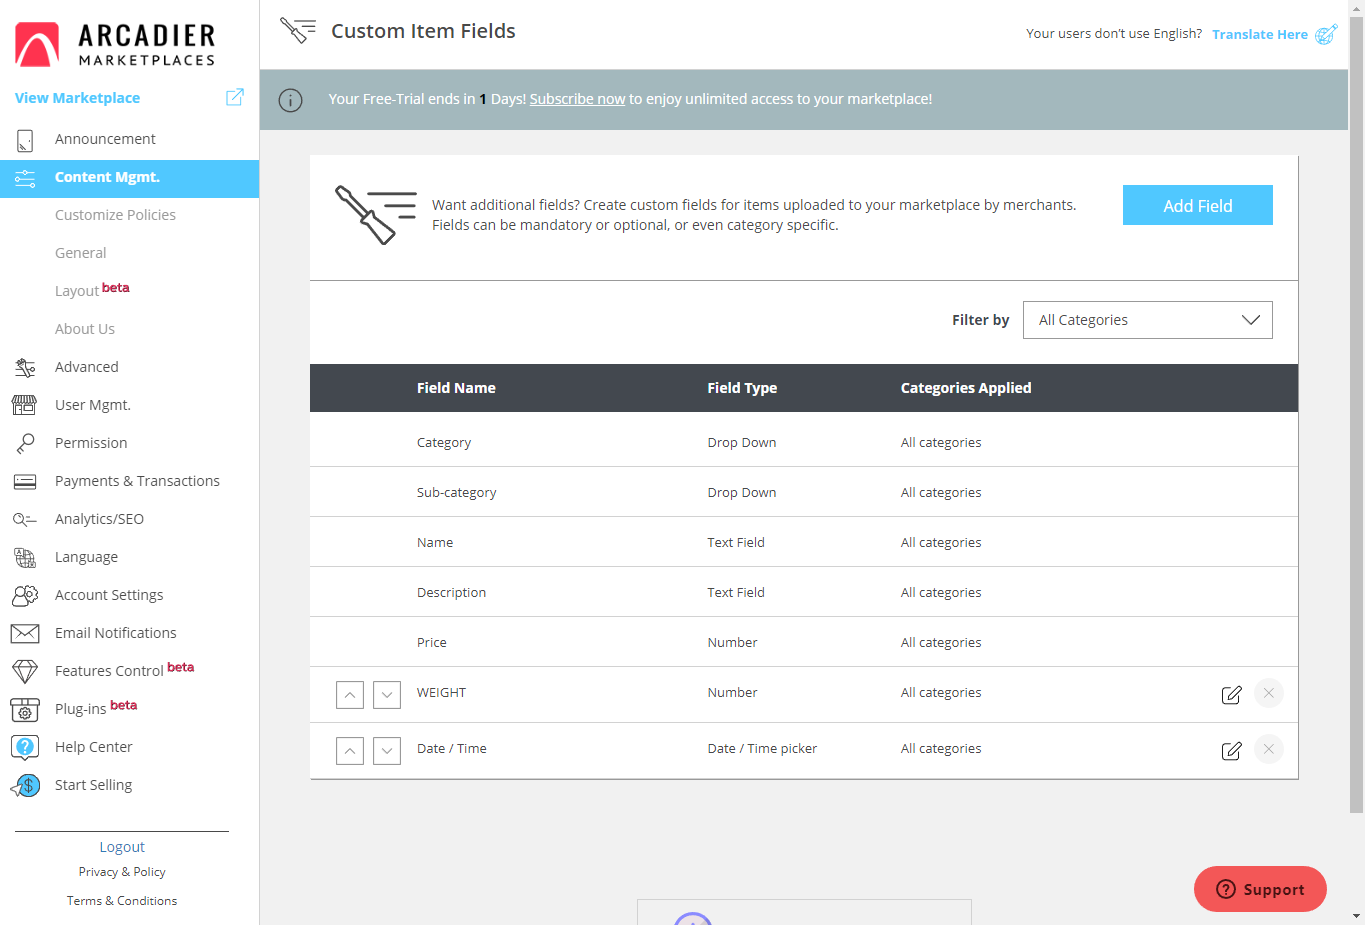 ARCADIER
MARKETPLACES
View Marketplace
Announcement
Content Mgmt.
Customize Policies
General
Layout beta
About Us
Advanced
User Mgmt.
Permission
Payments & Transactions
Analytics/SEO
Language
Account Settings
Email Notifications
Features Control beta
Plug-ins beta
Help Center
Start Selling
Logout
Privacy & Policy
Terms & Conditions
Custom Item Fields
Your users don't use English? Translate Here
Your Free-Trial ends in 1 Days! Subscribe now to enjoy unlimited access to your marketplace!
Want additional fields? Create custom fields for items uploaded to your marketplace by merchants.
Fields can be mandatory or optional, or even category specific.
Add Field
Filter by All Categories
Field Name Field Type Categories Applied
Category Drop Down All categories
Sub-category Drop Down All categories
Name Text Field All categories
Description Text Field All categories
Price Number All categories
WEIGHT Number All categories
Date / Time Date / Time picker All categories
Support